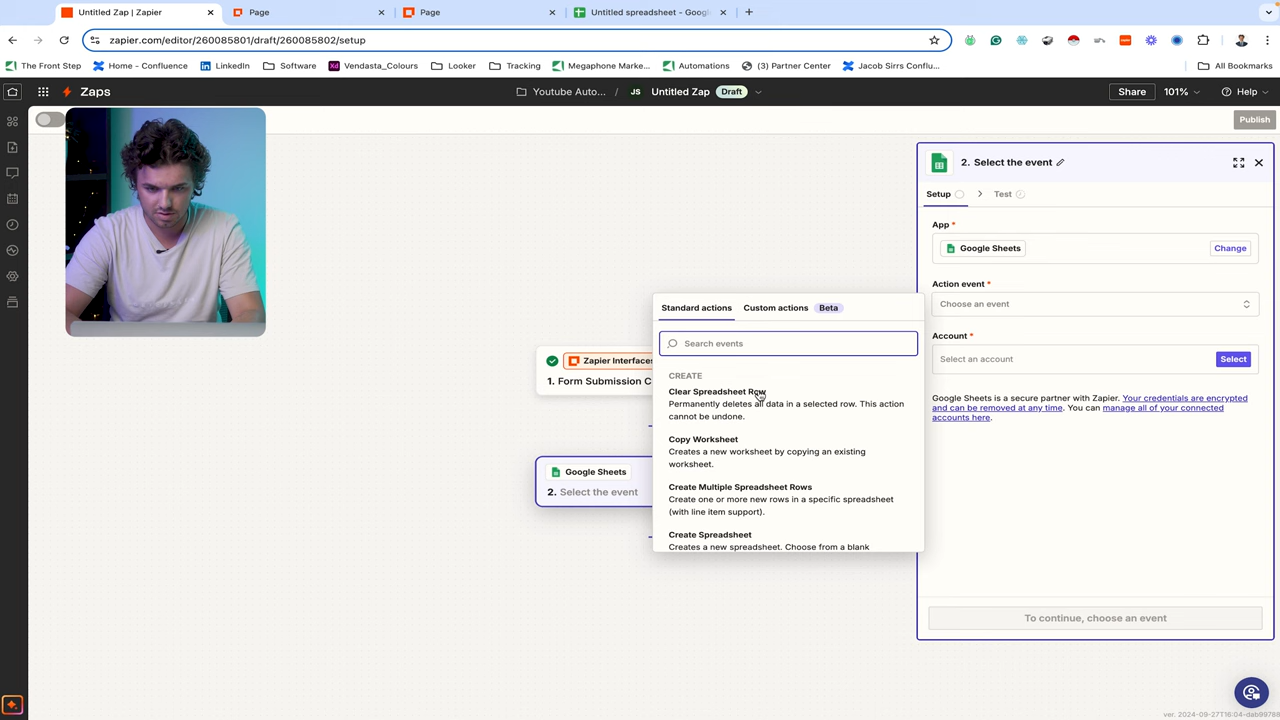 Untitled Zap | Zapier
Page
Page
Untitled spreadsheet - Googl
zapier.com/editor/260085801/draft/260085802/setup
The Front Step
Home - Confluence
LinkedIn
Software
Vendasta_Colours
Looker
Tracking
Megaphone Marke...
Automations
(3) Partner Center
Jacob Sirrs Conflu...
All Bookmarks
Zaps
Youtube Auto...
/
JS
Untitled Zap
Draft
Share
101%
Help
Publish
2. Select the event
Setup
Test
App *
Google Sheets
Change
Action event *
Choose an event
Account *
Select an account
Select
Google Sheets is a secure partner with Zapier. Your credentials are encrypted
and can be removed at any time. You can manage all of your connected
accounts here.
To continue, choose an event
Standard actions
Custom actions
Beta
Search events
CREATE
Clear Spreadsheet Row
Permanently deletes all data in a selected row. This action
cannot be undone.
Copy Worksheet
Creates a new worksheet by copying an existing
worksheet.
Create Multiple Spreadsheet Rows
Create one or more new rows in a specific spreadsheet
(with line item support).
Create Spreadsheet
Creates a new spreadsheet. Choose from a blank
Zapier Interfaces
1. Form Submission C
Google Sheets
2. Select the event